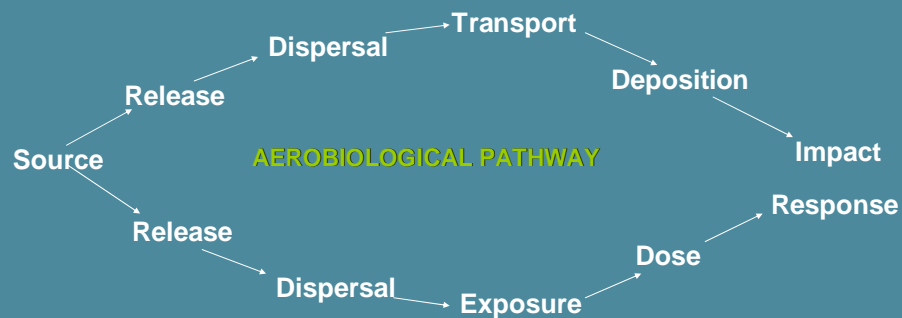 Transport
Dispersal
Deposition
Release
Impact
Source
AEROBIOLOGICAL PATHWAY
Response
Release
Dose
Dispersal
Exposure